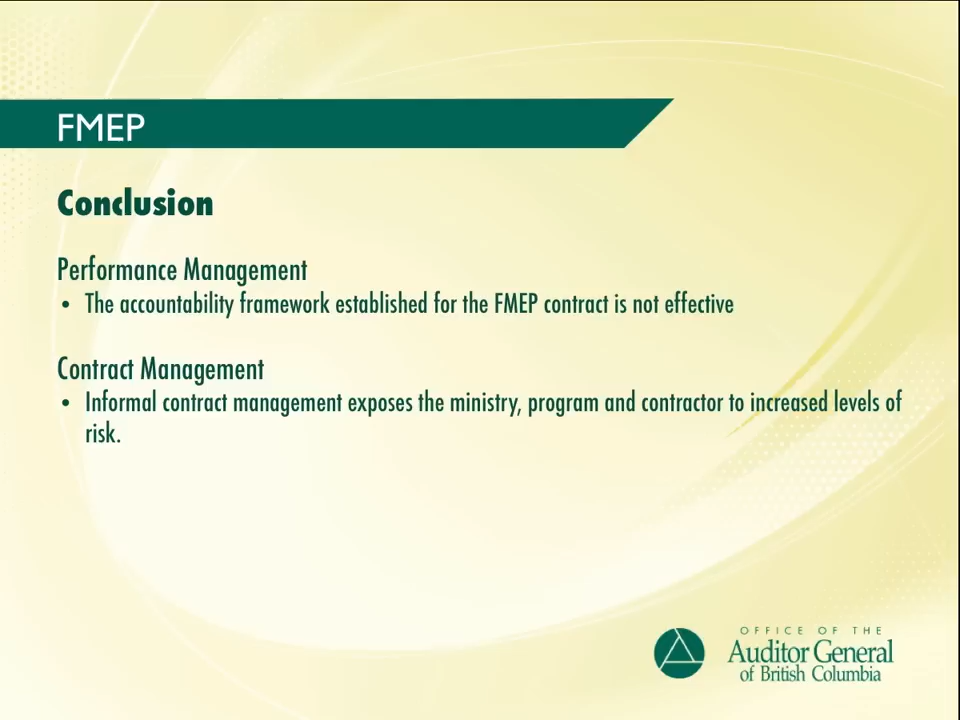 FMEP
Conclusion
Performance Management
• The accountability framework established for the FMEP contract is not effective
Contract Management
• Informal contract management exposes the ministry, program and contractor to increased levels of
risk.
OFFICE OF THE
Auditor General
of British Columbia